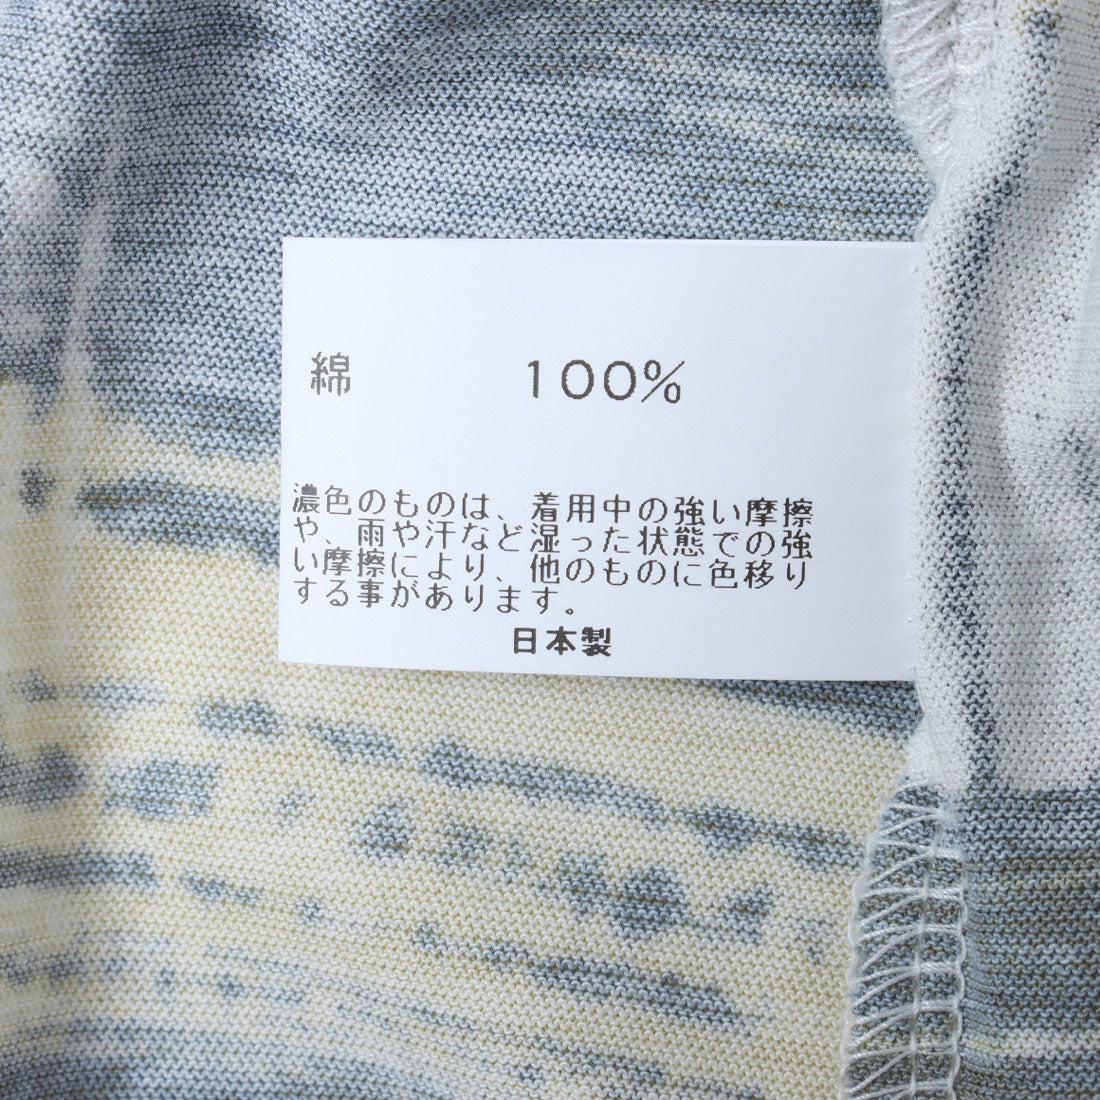 綿 100%
濃色のものは、着用中の強い摩擦
や、雨や汗など湿った状態での強
い摩擦により、他のものに色移り
する事があります。
日本製